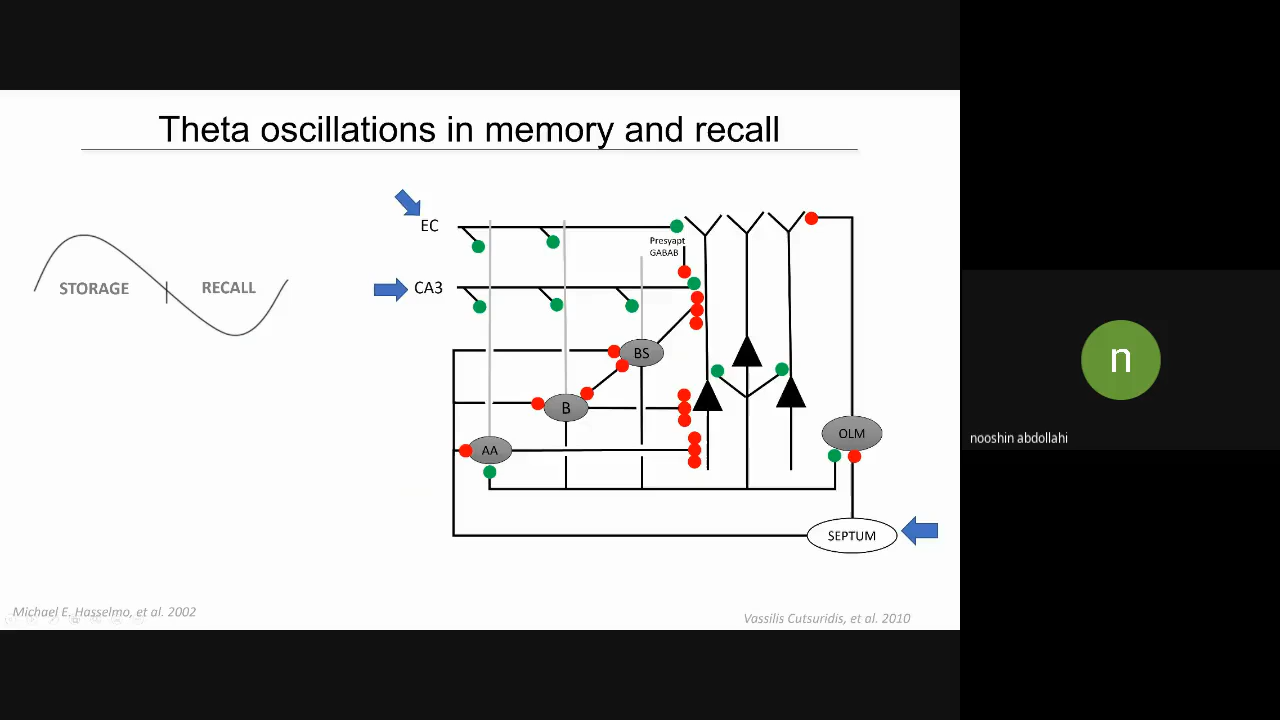 Theta oscillations in memory and recall
EC
Presyapt
GABAB
STORAGE
RECALL
CA3
BS
B
AA
OLM
SEPTUM
Michael E. Hasselmo, et al. 2002
Vassilis Cutsuridis, et al. 2010
n
nooshin abdollahi